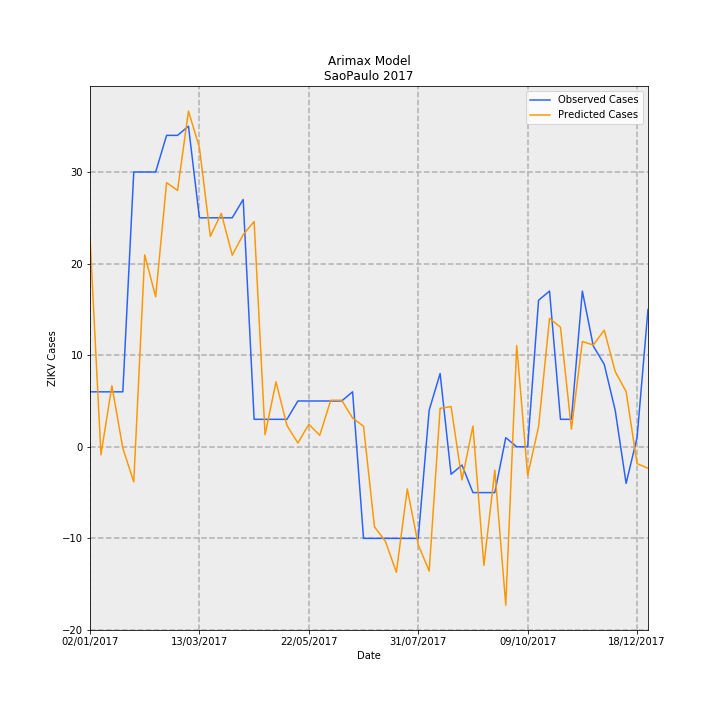 Arimax Model
SaoPaulo 2017
Observed Cases
Predicted Cases
ZIKV Cases
30
20
10
0
−10
−20
02/01/2017 13/03/2017 22/05/2017 31/07/2017 09/10/2017 18/12/2017
Date